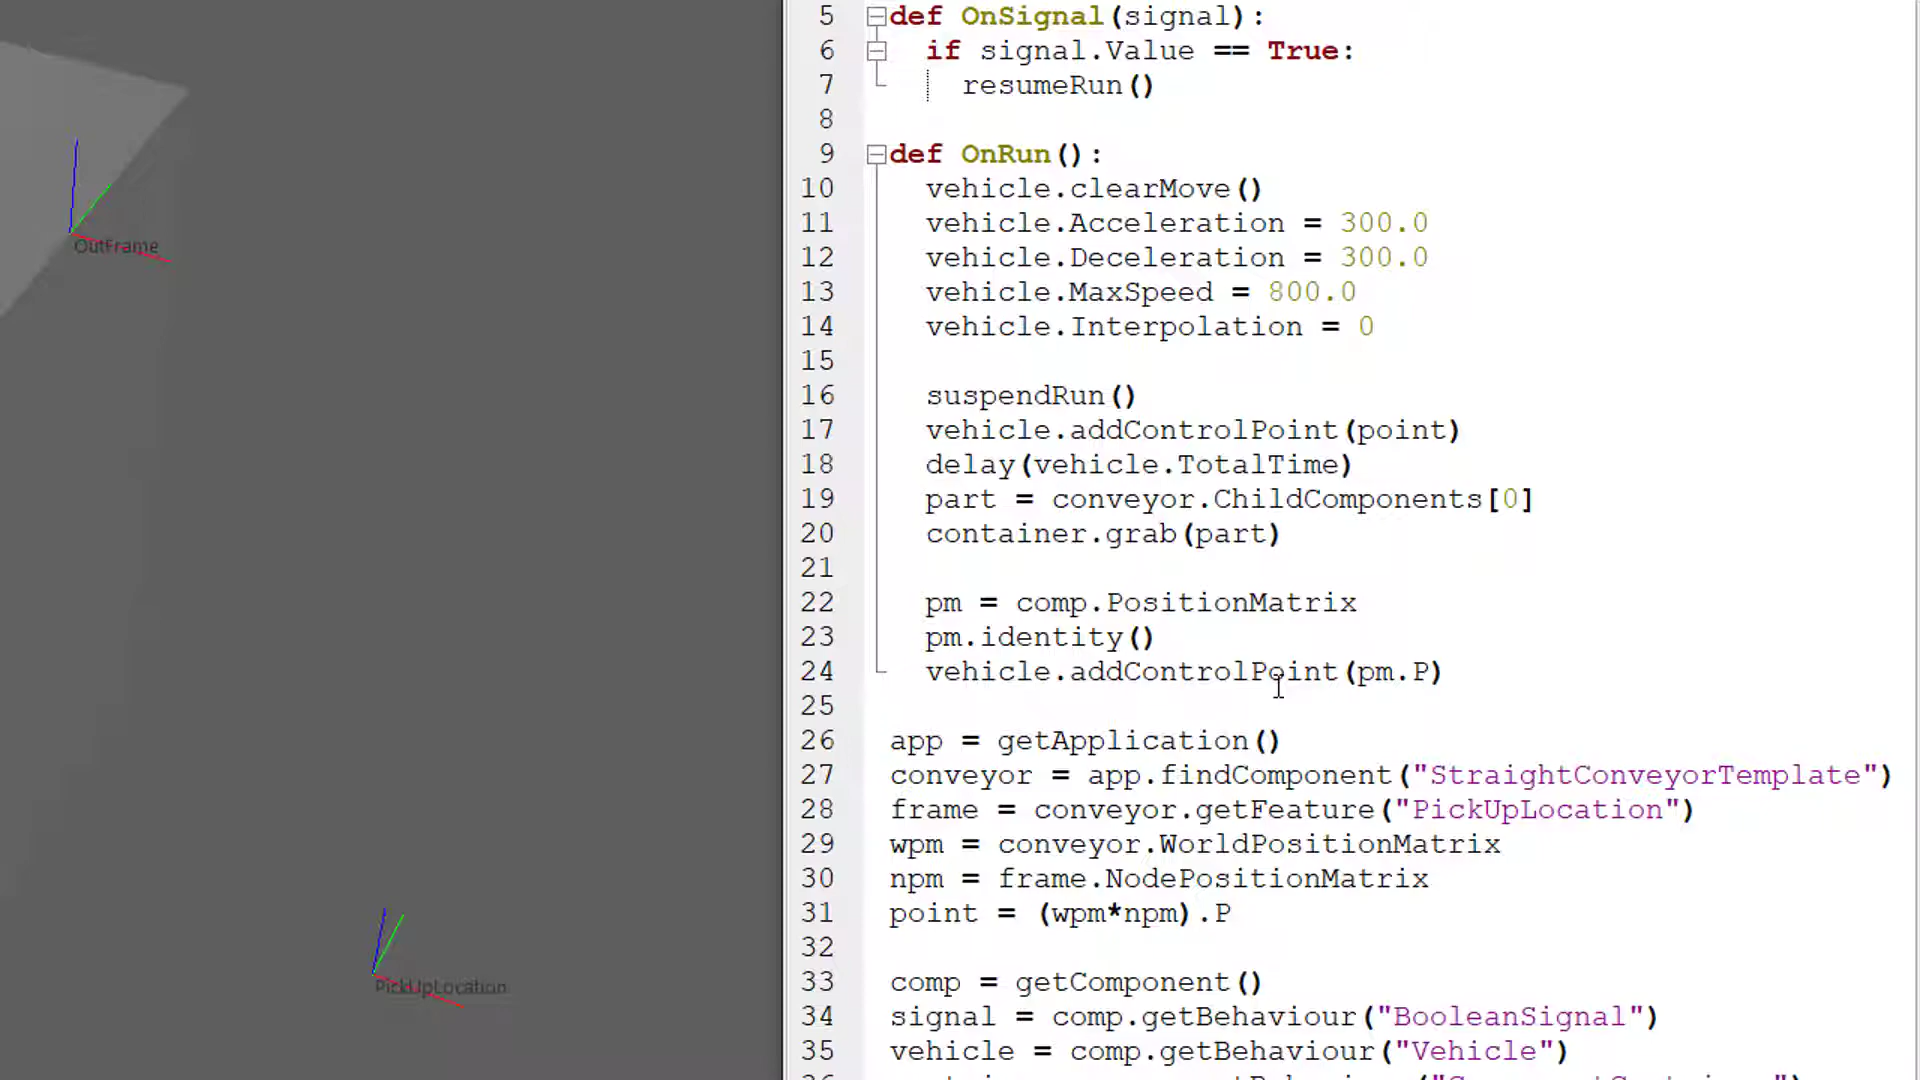 OutFrame
PickUpLocation
5 def OnSignal(signal):
6 if signal.Value == True:
7 resumeRun()
8
9 def OnRun():
10 vehicle.clearMove()
11 vehicle.Acceleration = 300.0
12 vehicle.Deceleration = 300.0
13 vehicle.MaxSpeed = 800.0
14 vehicle.Interpolation = 0
15
16 suspendRun()
17 vehicle.addControlPoint(point)
18 delay(vehicle.TotalTime)
19 part = conveyor.ChildComponents[0]
20 container.grab(part)
21
22 pm = comp.PositionMatrix
23 pm.identity()
24 vehicle.addControlPoint(pm.P)
25
26 app = getApplication()
27 conveyor = app.findComponent("StraightConveyorTemplate")
28 frame = conveyor.getFeature("PickUpLocation")
29 wpm = conveyor.WorldPositionMatrix
30 npm = frame.NodePositionMatrix
31 point = (wpm*npm).P
32
33 comp = getComponent()
34 signal = comp.getBehaviour("BooleanSignal")
35 vehicle = comp.getBehaviour("Vehicle")